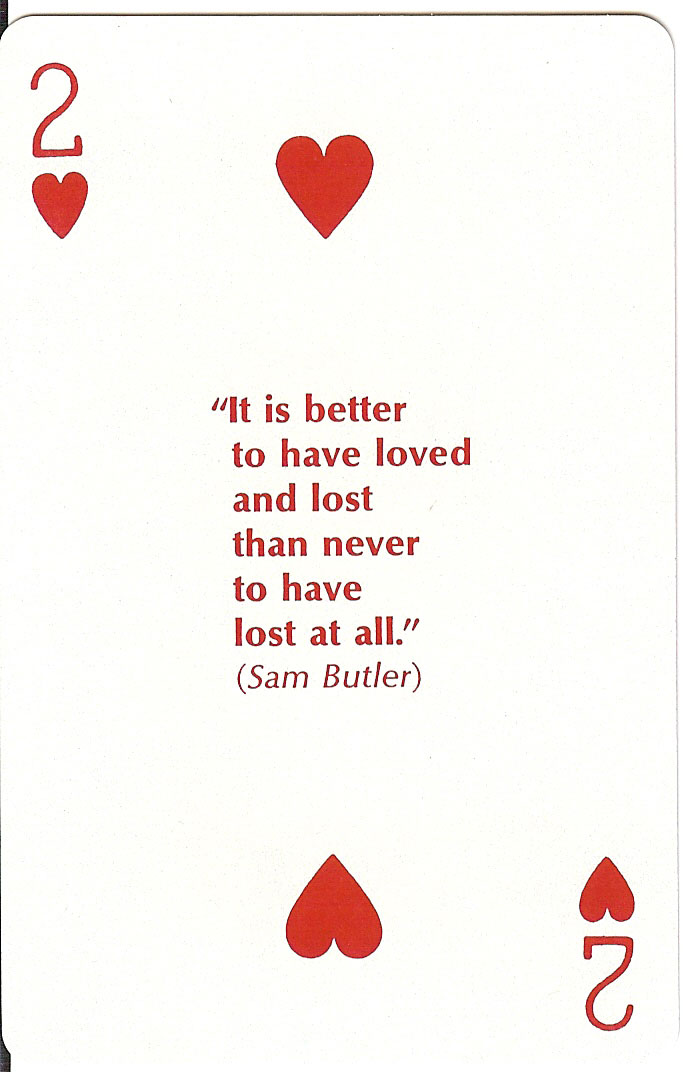 2
“It is better
to have loved
and lost
than never
to have
lost at all.”
(Sam Butler)
2